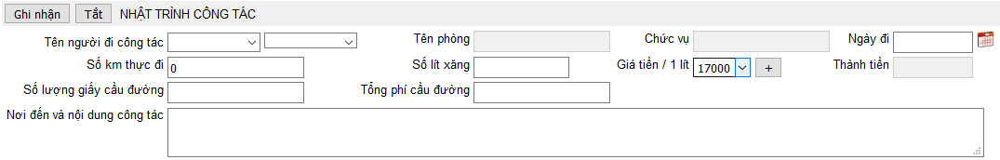 Ghi nhận Tắt NHẬT TRÌNH CÔNG TÁC
Tên người đi công tác Tên phòng Chức vụ Ngày đi
Số km thực đi 0 Số lít xăng Giá tiền / 1 lít 17000 + Thành tiền
Số lượng giấy cầu đường Tổng phí cầu đường
Nơi đến và nội dung công tác